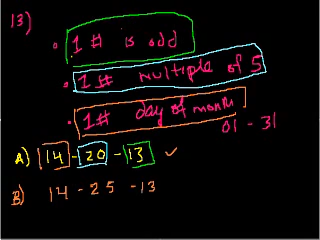 13)
• 1 # is odd
• 1 # multiple of 5
• 1 # day of month
01 - 31
A) 14 - 20 - 13 ✓
B) 14 - 25 - 13